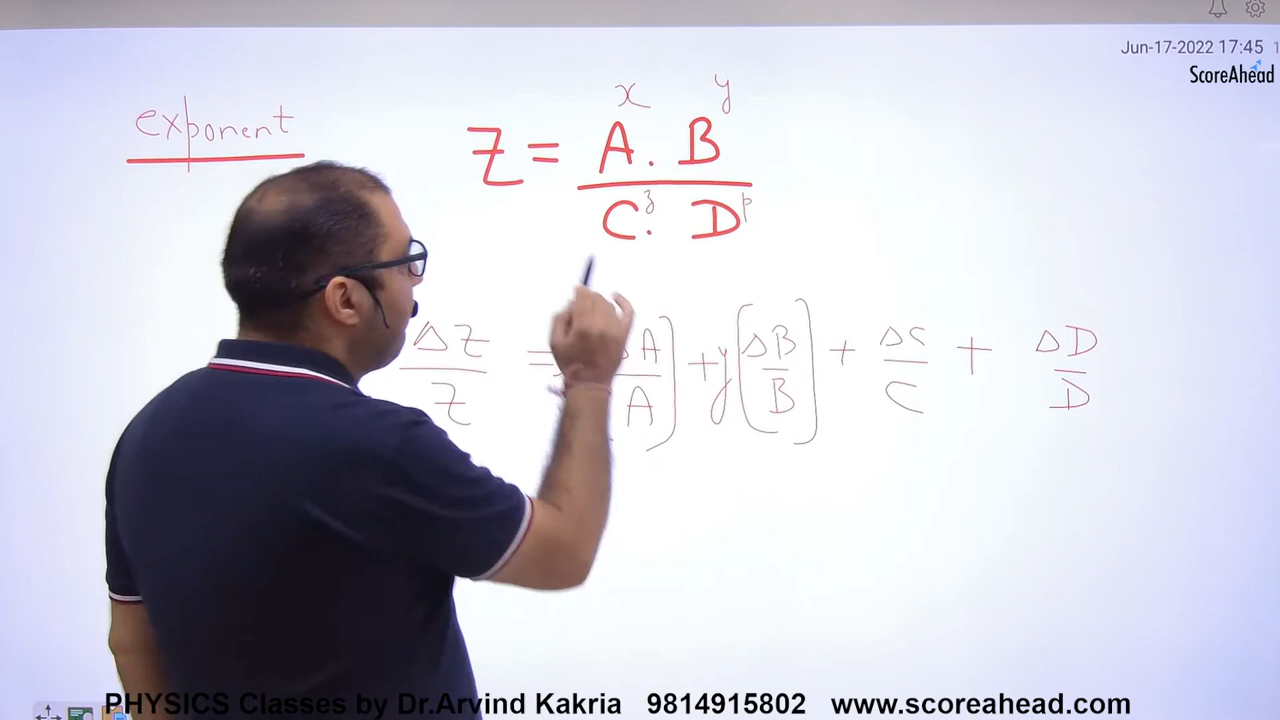 Jun-17-2022 17:45
ScoreAhead
exponent
x y
Z = A . B
C^z . D^p
ΔZ/Z = (ΔA/A) + y(ΔB/B) + ΔC/C + ΔD/D
PHYSICS Classes by Dr.Arvind Kakria 9814915802 www.scoreahead.com